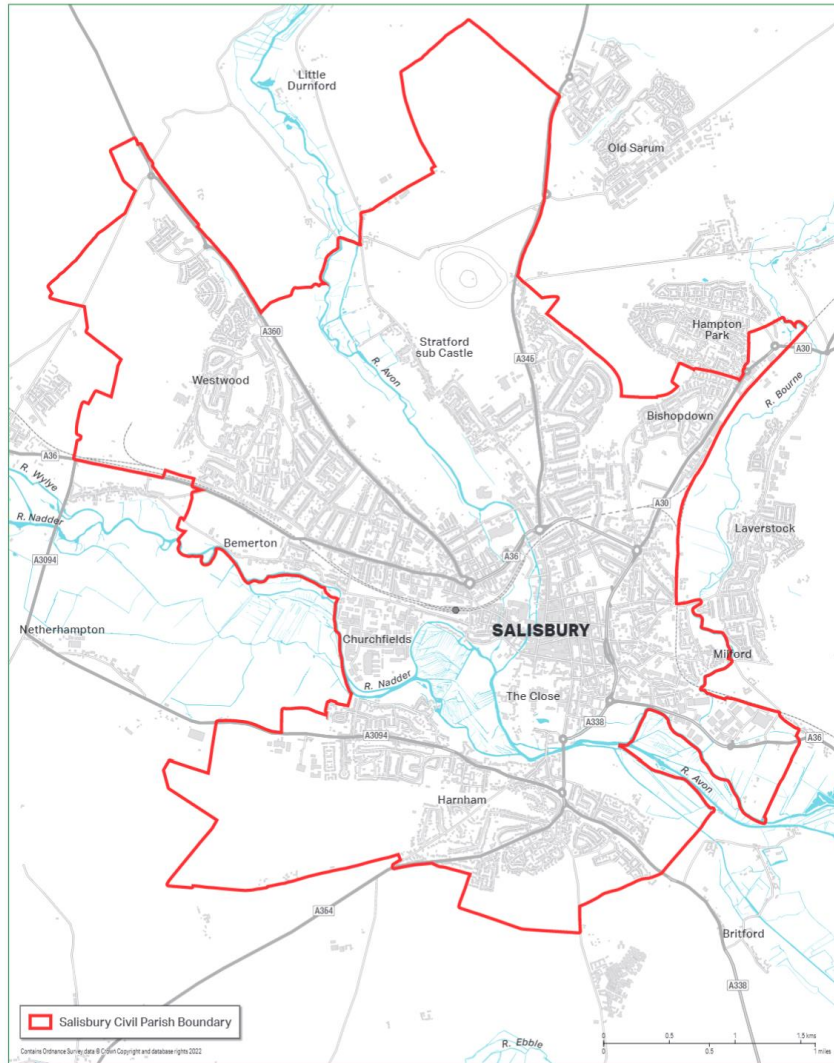 Little
Durnford
Old Sarum
Hampton
Park
A360
A345
A30
Stratford
sub Castle
R. Avon
Westwood
R. Bourne
Bishopdown
A36
R. Wylye
A30
R. Nadder
Laverstock
Bemerton
A36
A3094
Netherhampton
SALISBURY
Churchfields
Milford
R. Nadder
The Close
A338
A36
A3094
R. Avon
Harnham
A354
Britford
A338
Salisbury Civil Parish Boundary
R. Ebble
0 0.5 1 1.5 kms
0 0.5 1 miles
Contains Ordnance Survey data © Crown Copyright and database rights 2022